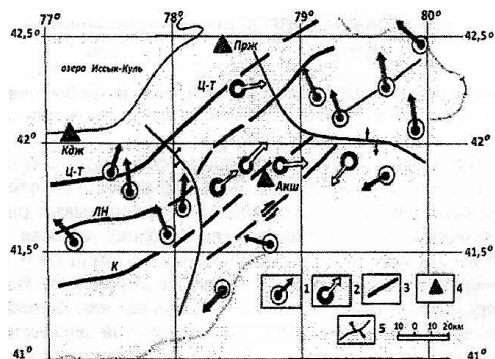 77° 78° 79° 80°
42,5° 42,5°
Прж
озеро Иссык-Куль
Ц-Т
42° 42°
Кдж
Ц-Т
Акш
ЛН
41,5° 41,5°
К
1 2 3 4
5 10 0 10 20км
41° 41°